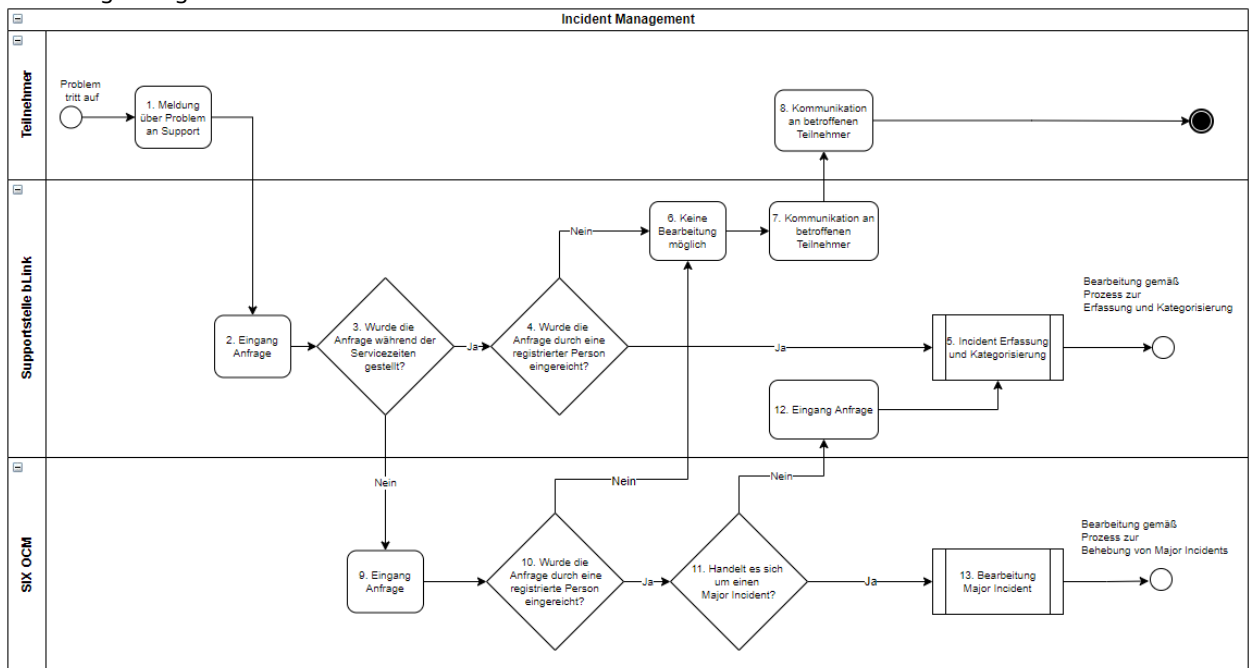 Incident Management
Teilnehmer
Problem
tritt auf
1. Meldung
über Problem
an Support
8. Kommunikation
an betroffenen
Teilnehmer
Supportstelle bLink
2. Eingang
Anfrage
3. Wurde die
Anfrage während der
Servicezeiten
gestellt?
Ja
4. Wurde die
Anfrage durch eine
registrierter Person
eingereicht?
Nein
6. Keine
Bearbeitung
möglich
7. Kommunikation an
betroffenen
Teilnehmer
Ja
5. Incident Erfassung
und Kategorisierung
Bearbeitung gemäß
Prozess zur
Erfassung und Kategorisierung
12. Eingang Anfrage
SIX OCM
Nein
9. Eingang
Anfrage
10. Wurde die
Anfrage durch eine
registrierte Person
eingereicht?
Nein
Ja
11. Handelt es sich
um einen
Major Incident?
Nein
Ja
13. Bearbeitung
Major Incident
Bearbeitung gemäß
Prozess zur
Behebung von Major Incidents